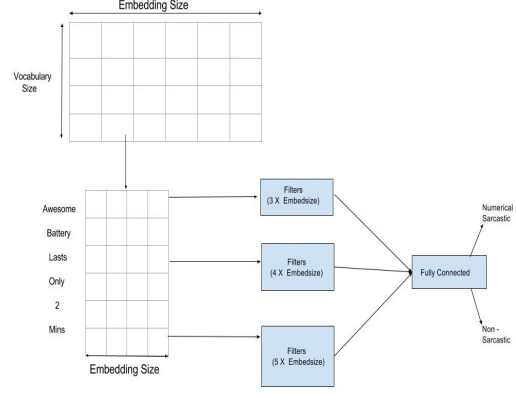 Embedding Size
Vocabulary
Size
Awesome
Battery
Lasts
Only
2
Mins
Embedding Size
Filters
(3 X Embedsize)
Filters
(4 X Embedsize)
Filters
(5 X Embedsize)
Fully Connected
Numerical
Sarcastic
Non -
Sarcastic